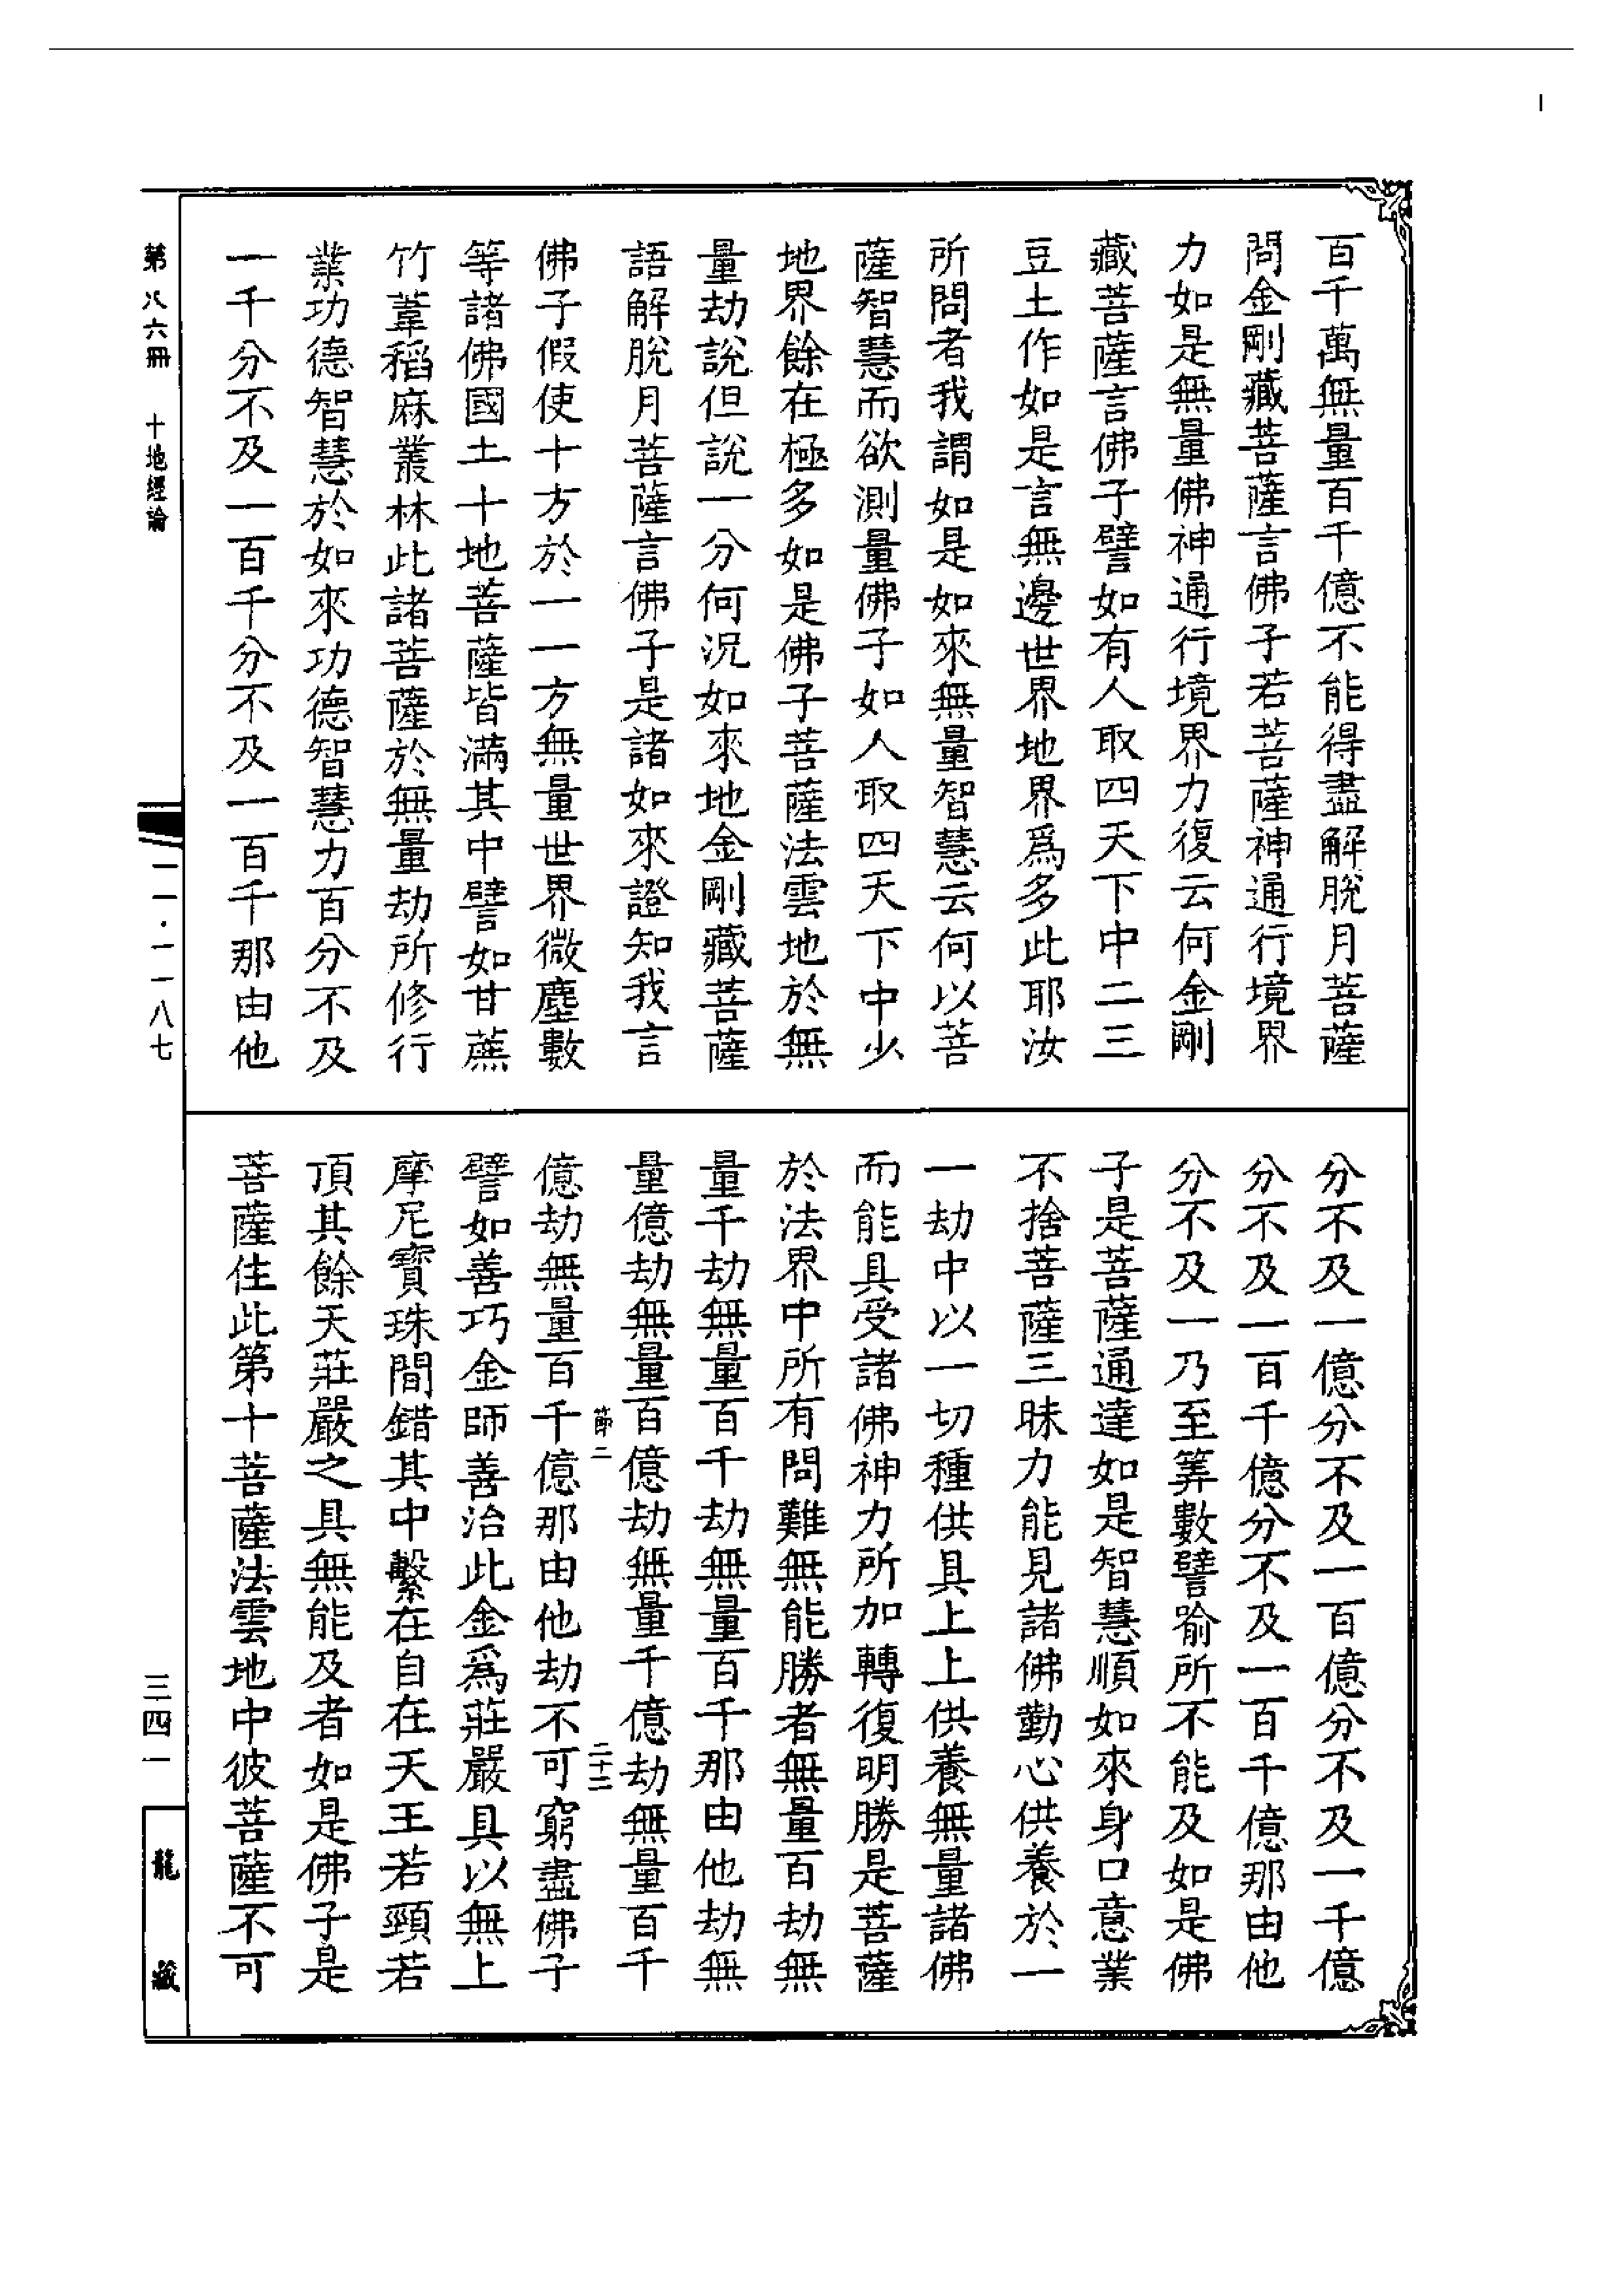 百千萬無量百千億不能得盡解脫月菩薩
問金剛藏菩薩言佛子若菩薩神通行境界
力如是無量佛神通行境界力復云何金剛
藏菩薩言佛子譬如有人取四天下中二三
豆土作如是言無邊世界地界爲多此耶汝
所問者我謂如是如來無量智慧云何以菩
薩智慧而欲測量佛子如人取四天下中少
地界餘在極多如是佛子菩薩法雲地於無
量劫說但說一分何況如來地金剛藏菩薩
語解脫月菩薩言佛子是諸如來證知我言
佛子假使十方於一一方無量世界微塵數
等諸佛國土十地菩薩皆滿其中譬如甘蔗
竹葦稻麻叢林此諸菩薩於無量劫所修行
業功德智慧於如來功德智慧力百分不及
一千分不及一百千分不及一百千那由他
分不及一億分不及一百億分不及一千億
分不及一百千億分不及一百千億那由他
分不及一乃至筭數譬喻所不能及如是佛
子是菩薩通達如是智慧順如來身口意業
不捨菩薩三昧力能見諸佛勤心供養於一
一劫中以一切種供具上上供養無量諸佛
而能具受諸佛神力所加轉復明勝是菩薩
於法界中所有問難無能勝者無量百劫無
量千劫無量百千劫無量百千那由他劫無
量億劫無量百億劫無量千億劫無量百千
節二 二十三
億劫無量百千億那由他劫不可窮盡佛子
譬如善巧金師善治此金爲莊嚴具以無上
摩尼寶珠間錯其中繫在自在天王若頸若
頂其餘天莊嚴之具無能及者如是佛子是
菩薩住此第十菩薩法雲地中彼菩薩不可
第八六冊 十地經論
一一·一一八七
三四一
龍藏